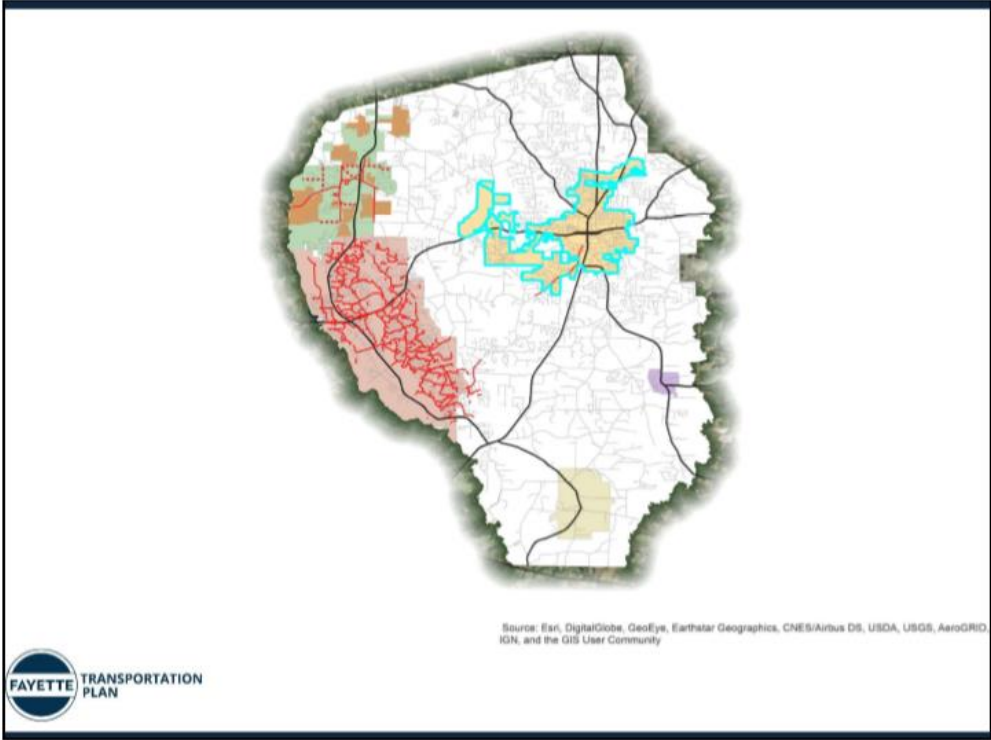 Source: Esri, DigitalGlobe, GeoEye, Earthstar Geographics, CNES/Airbus DS, USDA, USGS, AeroGRID,
IGN, and the GIS User Community
FAYETTE
TRANSPORTATION
PLAN